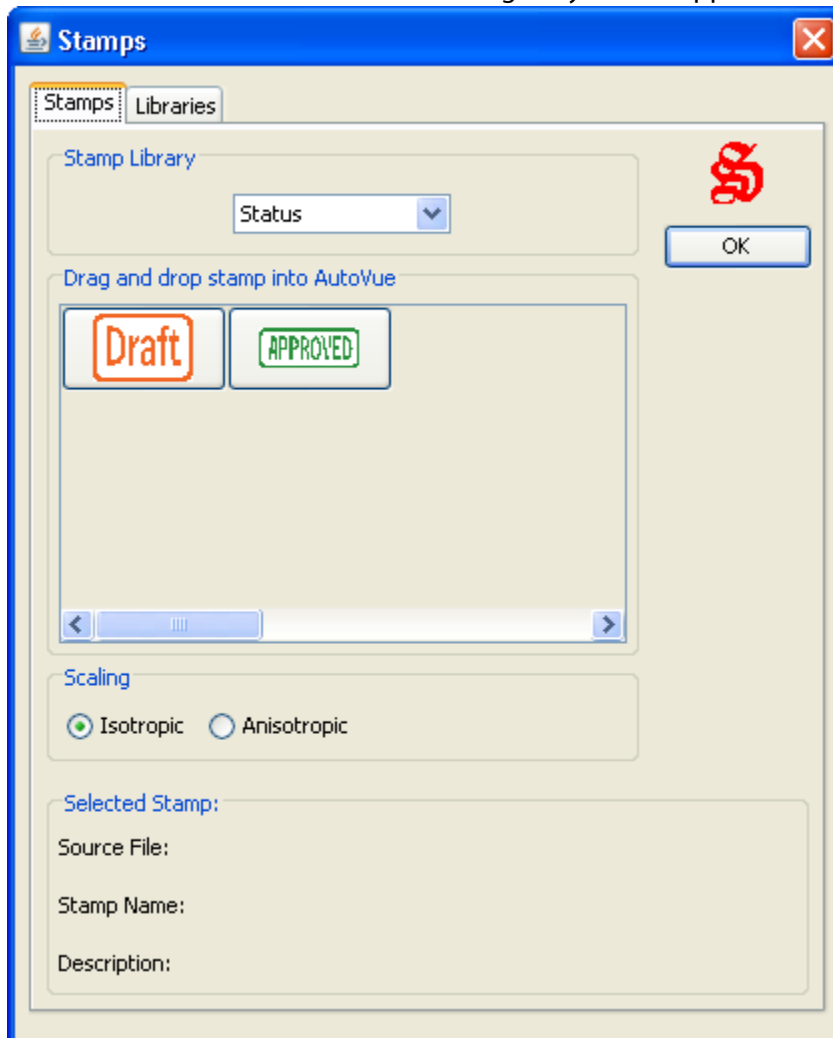 Stamps
Stamps Libraries
Stamp Library
S
Status
OK
Drag and drop stamp into AutoVue
Draft APPROVED
Scaling
Isotropic Anisotropic
Selected Stamp:
Source File:
Stamp Name:
Description: